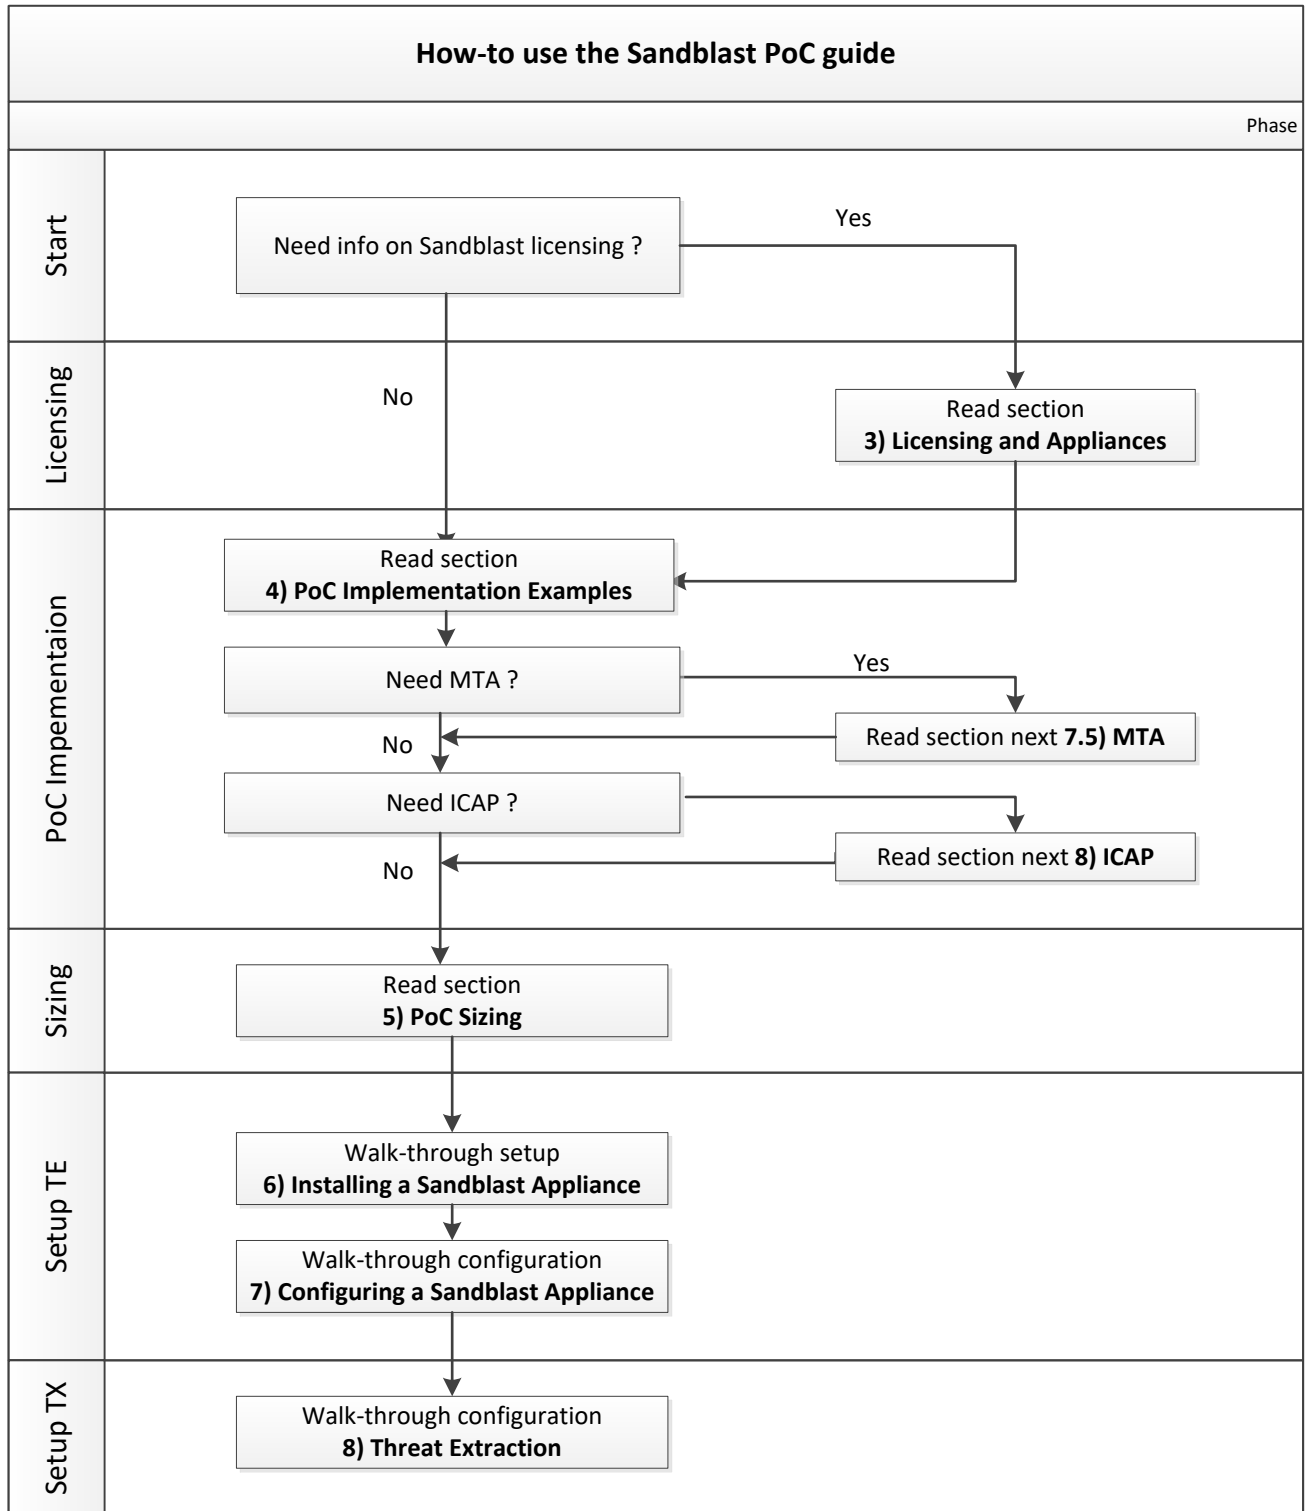 How-to use the Sandblast PoC guide
Phase
Start
Need info on Sandblast licensing ?
Yes
Licensing
No
Read section
3) Licensing and Appliances
PoC Impementaion
Read section
4) PoC Implementation Examples
Need MTA ?
Yes
No
Read section next 7.5) MTA
Need ICAP ?
No
Read section next 8) ICAP
Sizing
Read section
5) PoC Sizing
Setup TE
Walk-through setup
6) Installing a Sandblast Appliance
Walk-through configuration
7) Configuring a Sandblast Appliance
Setup TX
Walk-through configuration
8) Threat Extraction